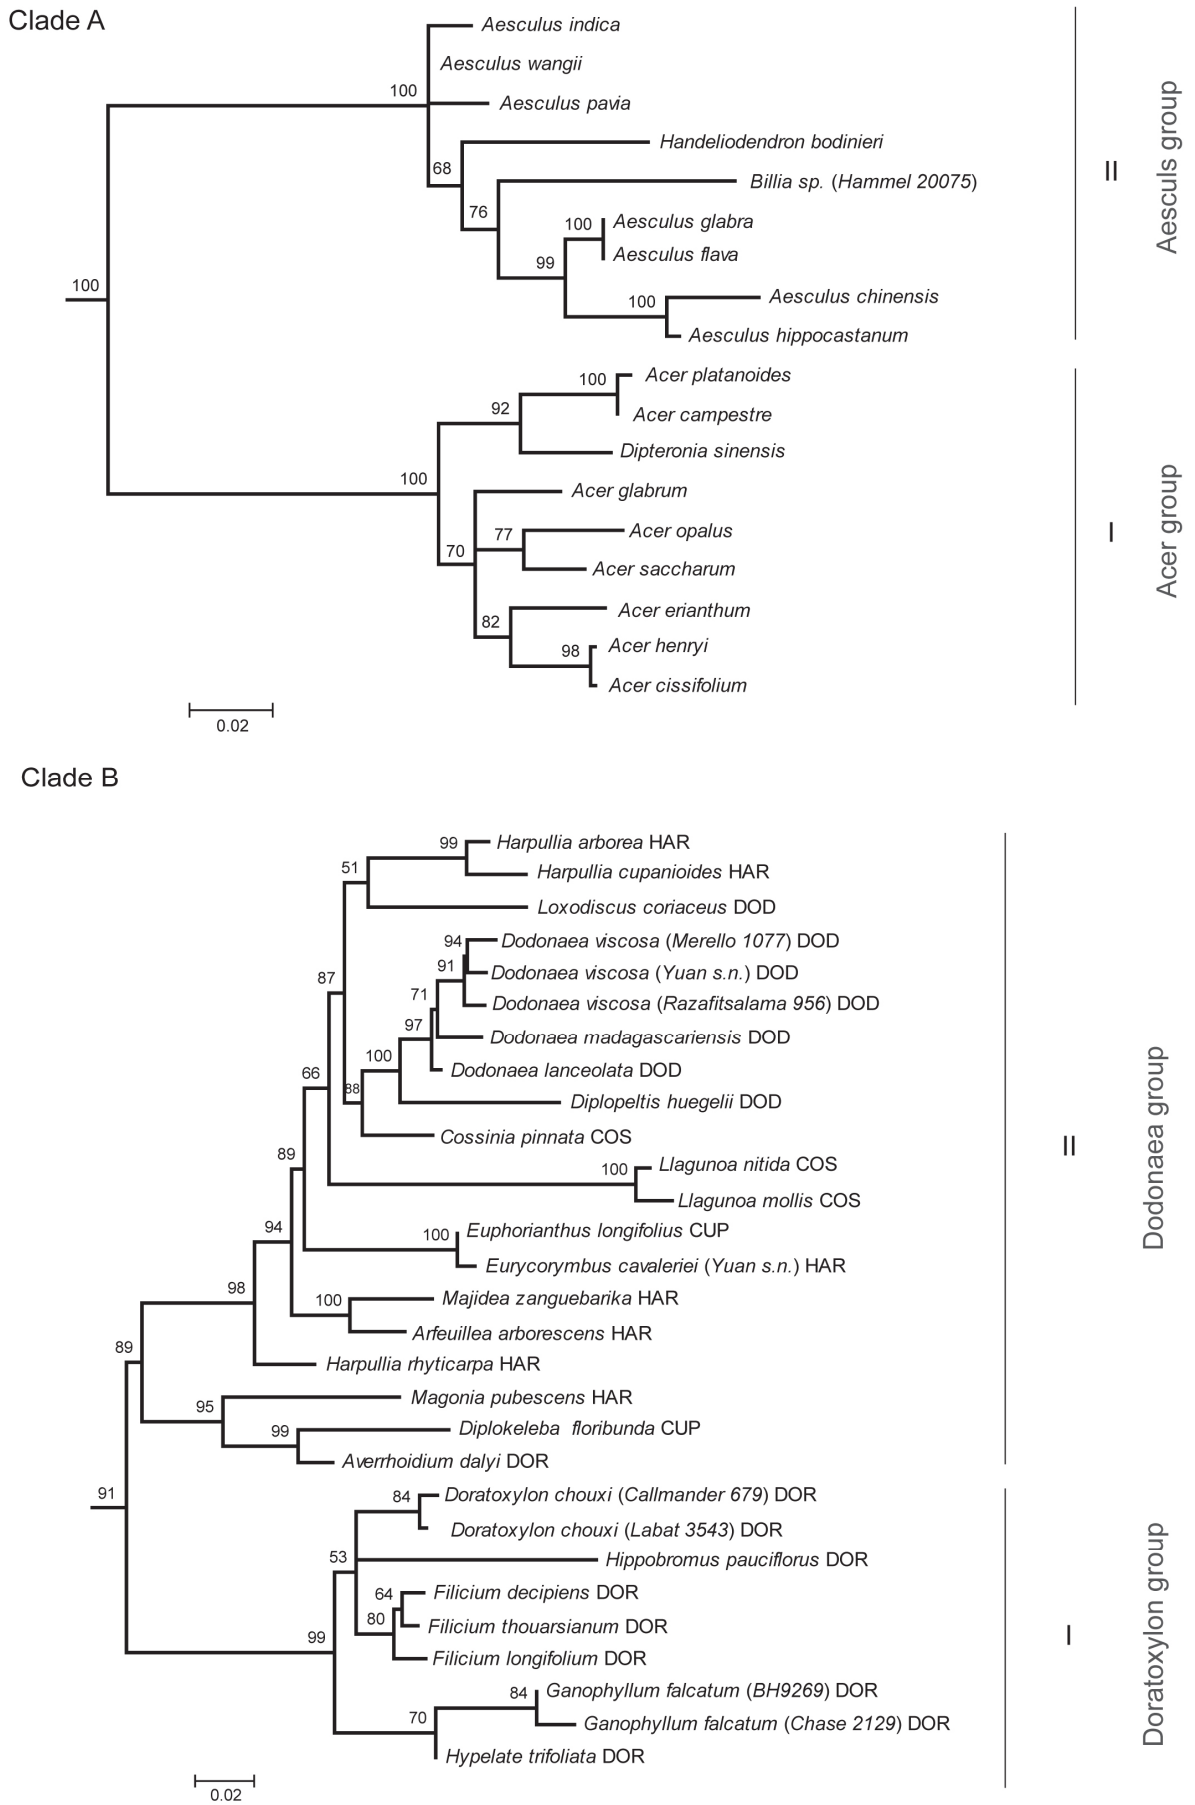 Clade A
Aesculus indica
Aesculus wangii
100
Aesculus pavia
Handeliodendron bodinieri
68
Billia sp. (Hammel 20075)
76
Aesculus glabra
100
Aesculus flava
99
100
Aesculus chinensis
Aesculus hippocastanum
100
II
Aesculs group
Acer platanoides
100
92
Acer campestre
Dipteronia sinensis
100
Acer glabrum
Acer opalus
77
70
Acer saccharum
Acer erianthum
82
Acer henryi
98
Acer cissifolium
I
Acer group
0.02
Clade B
99
Harpullia arborea HAR
51
Harpullia cupanioides HAR
Loxodiscus coriaceus DOD
94
Dodonaea viscosa (Merello 1077) DOD
91
Dodonaea viscosa (Yuan s.n.) DOD
87
71
Dodonaea viscosa (Razafitsalama 956) DOD
97
Dodonaea madagascariensis DOD
100
Dodonaea lanceolata DOD
66
88
Diplopeltis huegelii DOD
Cossinia pinnata COS
89
100
Llagunoa nitida COS
Llagunoa mollis COS
94
100
Euphorianthus longifolius CUP
Eurycorymbus cavaleriei (Yuan s.n.) HAR
98
100
Majidea zanguebarika HAR
Arfeuillea arborescens HAR
89
Harpullia rhyticarpa HAR
95
Magonia pubescens HAR
99
Diplokeleba floribunda CUP
Averrhoidium dalyi DOR
II
Dodonaea group
91
84
Doratoxylon chouxi (Callmander 679) DOR
Doratoxylon chouxi (Labat 3543) DOR
53
Hippobromus pauciflorus DOR
64
Filicium decipiens DOR
80
Filicium thouarsianum DOR
99
Filicium longifolium DOR
84
Ganophyllum falcatum (BH9269) DOR
70
Ganophyllum falcatum (Chase 2129) DOR
Hypelate trifoliata DOR
I
Doratoxylon group
0.02